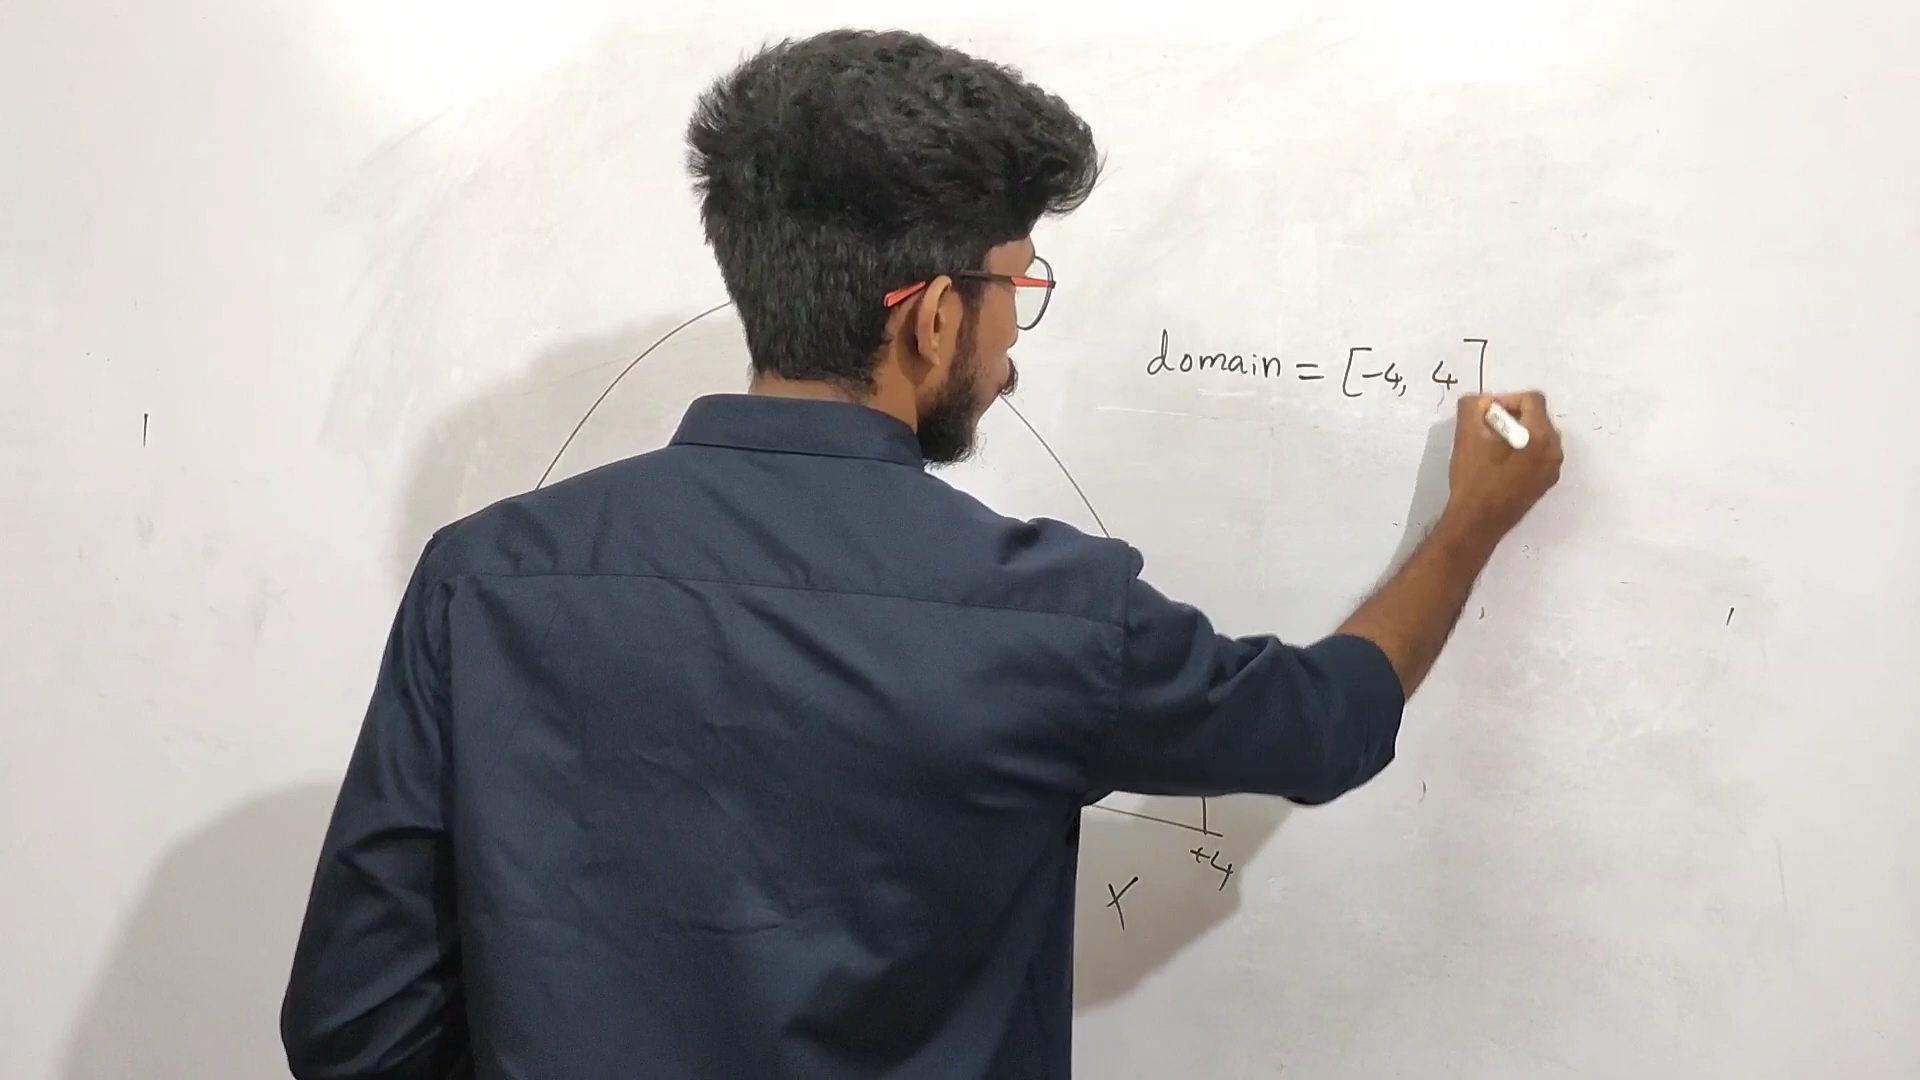 domain = [-4, 4]
+4
X